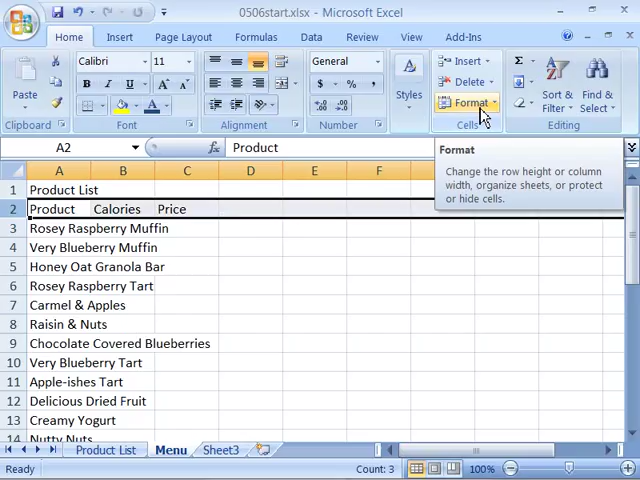 0506start.xlsx - Microsoft Excel
Home Insert Page Layout Formulas Data Review View Add-Ins
Paste
Clipboard
Calibri 11
B I U A A
A
Font
Alignment
General
$ % ,
.0 .00 .00 .0
Number
A
Styles
Insert
Delete
Format
Cells
Σ
A Z
Sort & Filter
Find & Select
Editing
A2 fx Product
Format
Change the row height or column
width, organize sheets, or protect
or hide cells.
A B C D E F
1 Product List
2 Product Calories Price
3 Rosey Raspberry Muffin
4 Very Blueberry Muffin
5 Honey Oat Granola Bar
6 Rosey Raspberry Tart
7 Carmel & Apples
8 Raisin & Nuts
9 Chocolate Covered Blueberries
10 Very Blueberry Tart
11 Apple-ishes Tart
12 Delicious Dried Fruit
13 Creamy Yogurt
14 Nutty Nuts
Product List Menu Sheet3
Ready Count: 3 100%